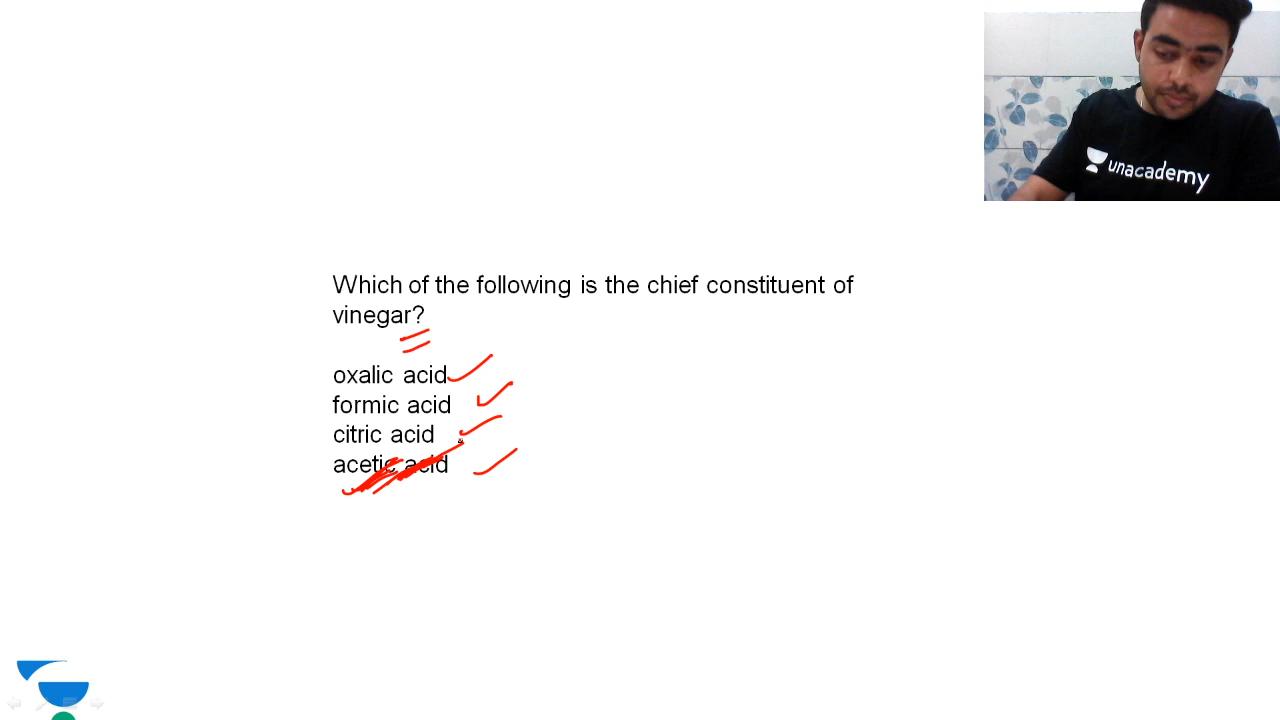 unacademy
Which of the following is the chief constituent of
vinegar?
oxalic acid
formic acid
citric acid
acetic acid